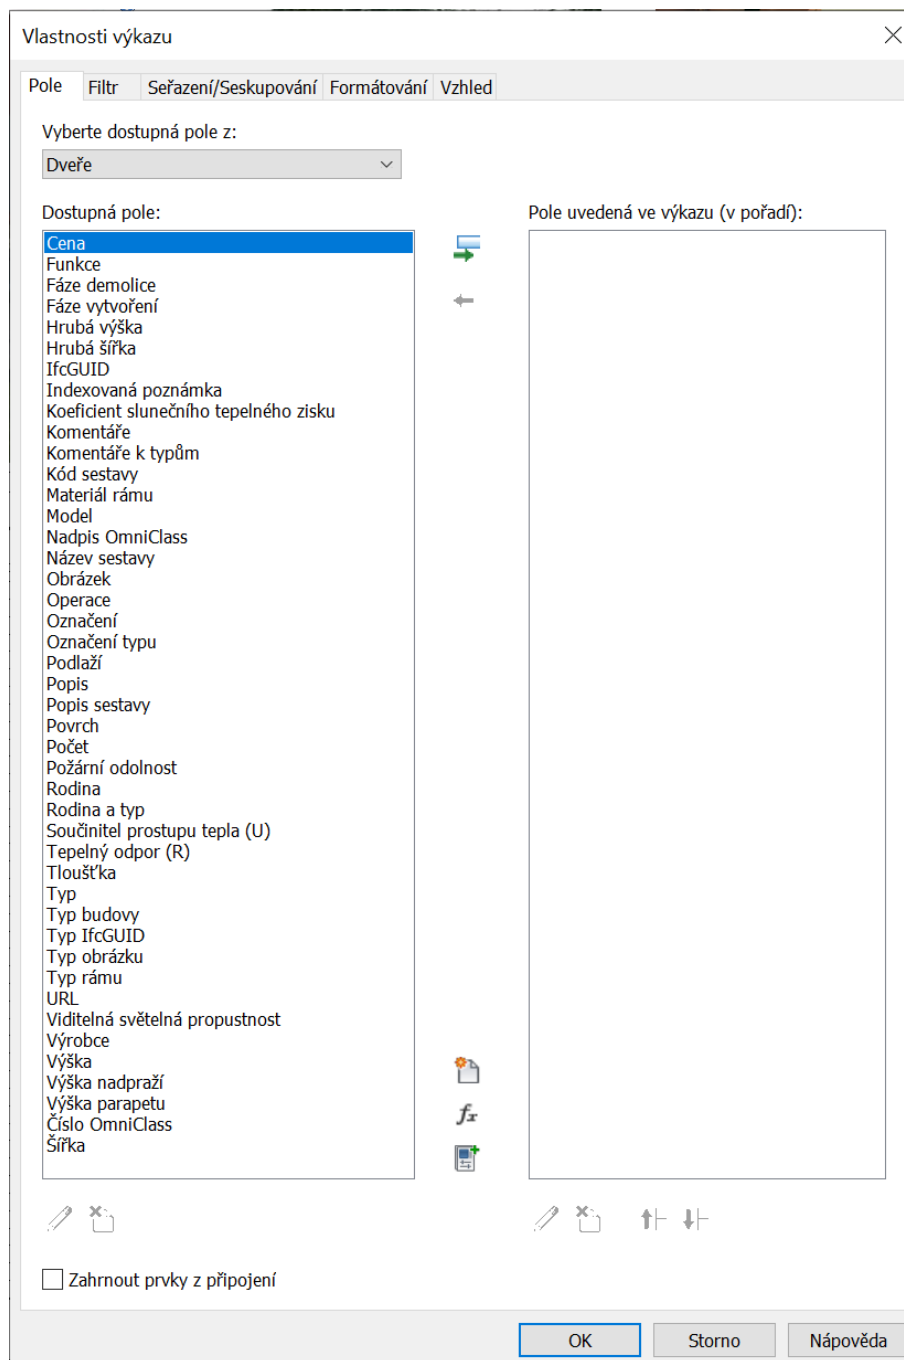 Vlastnosti výkazu
Pole Filtr Seřazení/Seskupování Formátování Vzhled
Vyberte dostupná pole z:
Dveře
Dostupná pole:
Cena
Funkce
Fáze demolice
Fáze vytvoření
Hrubá výška
Hrubá šířka
IfcGUID
Indexovaná poznámka
Koeficient slunečního tepelného zisku
Komentáře
Komentáře k typům
Kód sestavy
Materiál rámu
Model
Nadpis OmniClass
Název sestavy
Obrázek
Operace
Označení
Označení typu
Podlaží
Popis
Popis sestavy
Povrch
Počet
Požární odolnost
Rodina
Rodina a typ
Součinitel prostupu tepla (U)
Tepelný odpor (R)
Tloušťka
Typ
Typ budovy
Typ IfcGUID
Typ obrázku
Typ rámu
URL
Viditelná světelná propustnost
Výrobce
Výška
Výška nadpraží
Výška parapetu
Číslo OmniClass
Šířka
fx
Pole uvedená ve výkazu (v pořadí):
Zahrnout prvky z připojení
OK Storno Nápověda